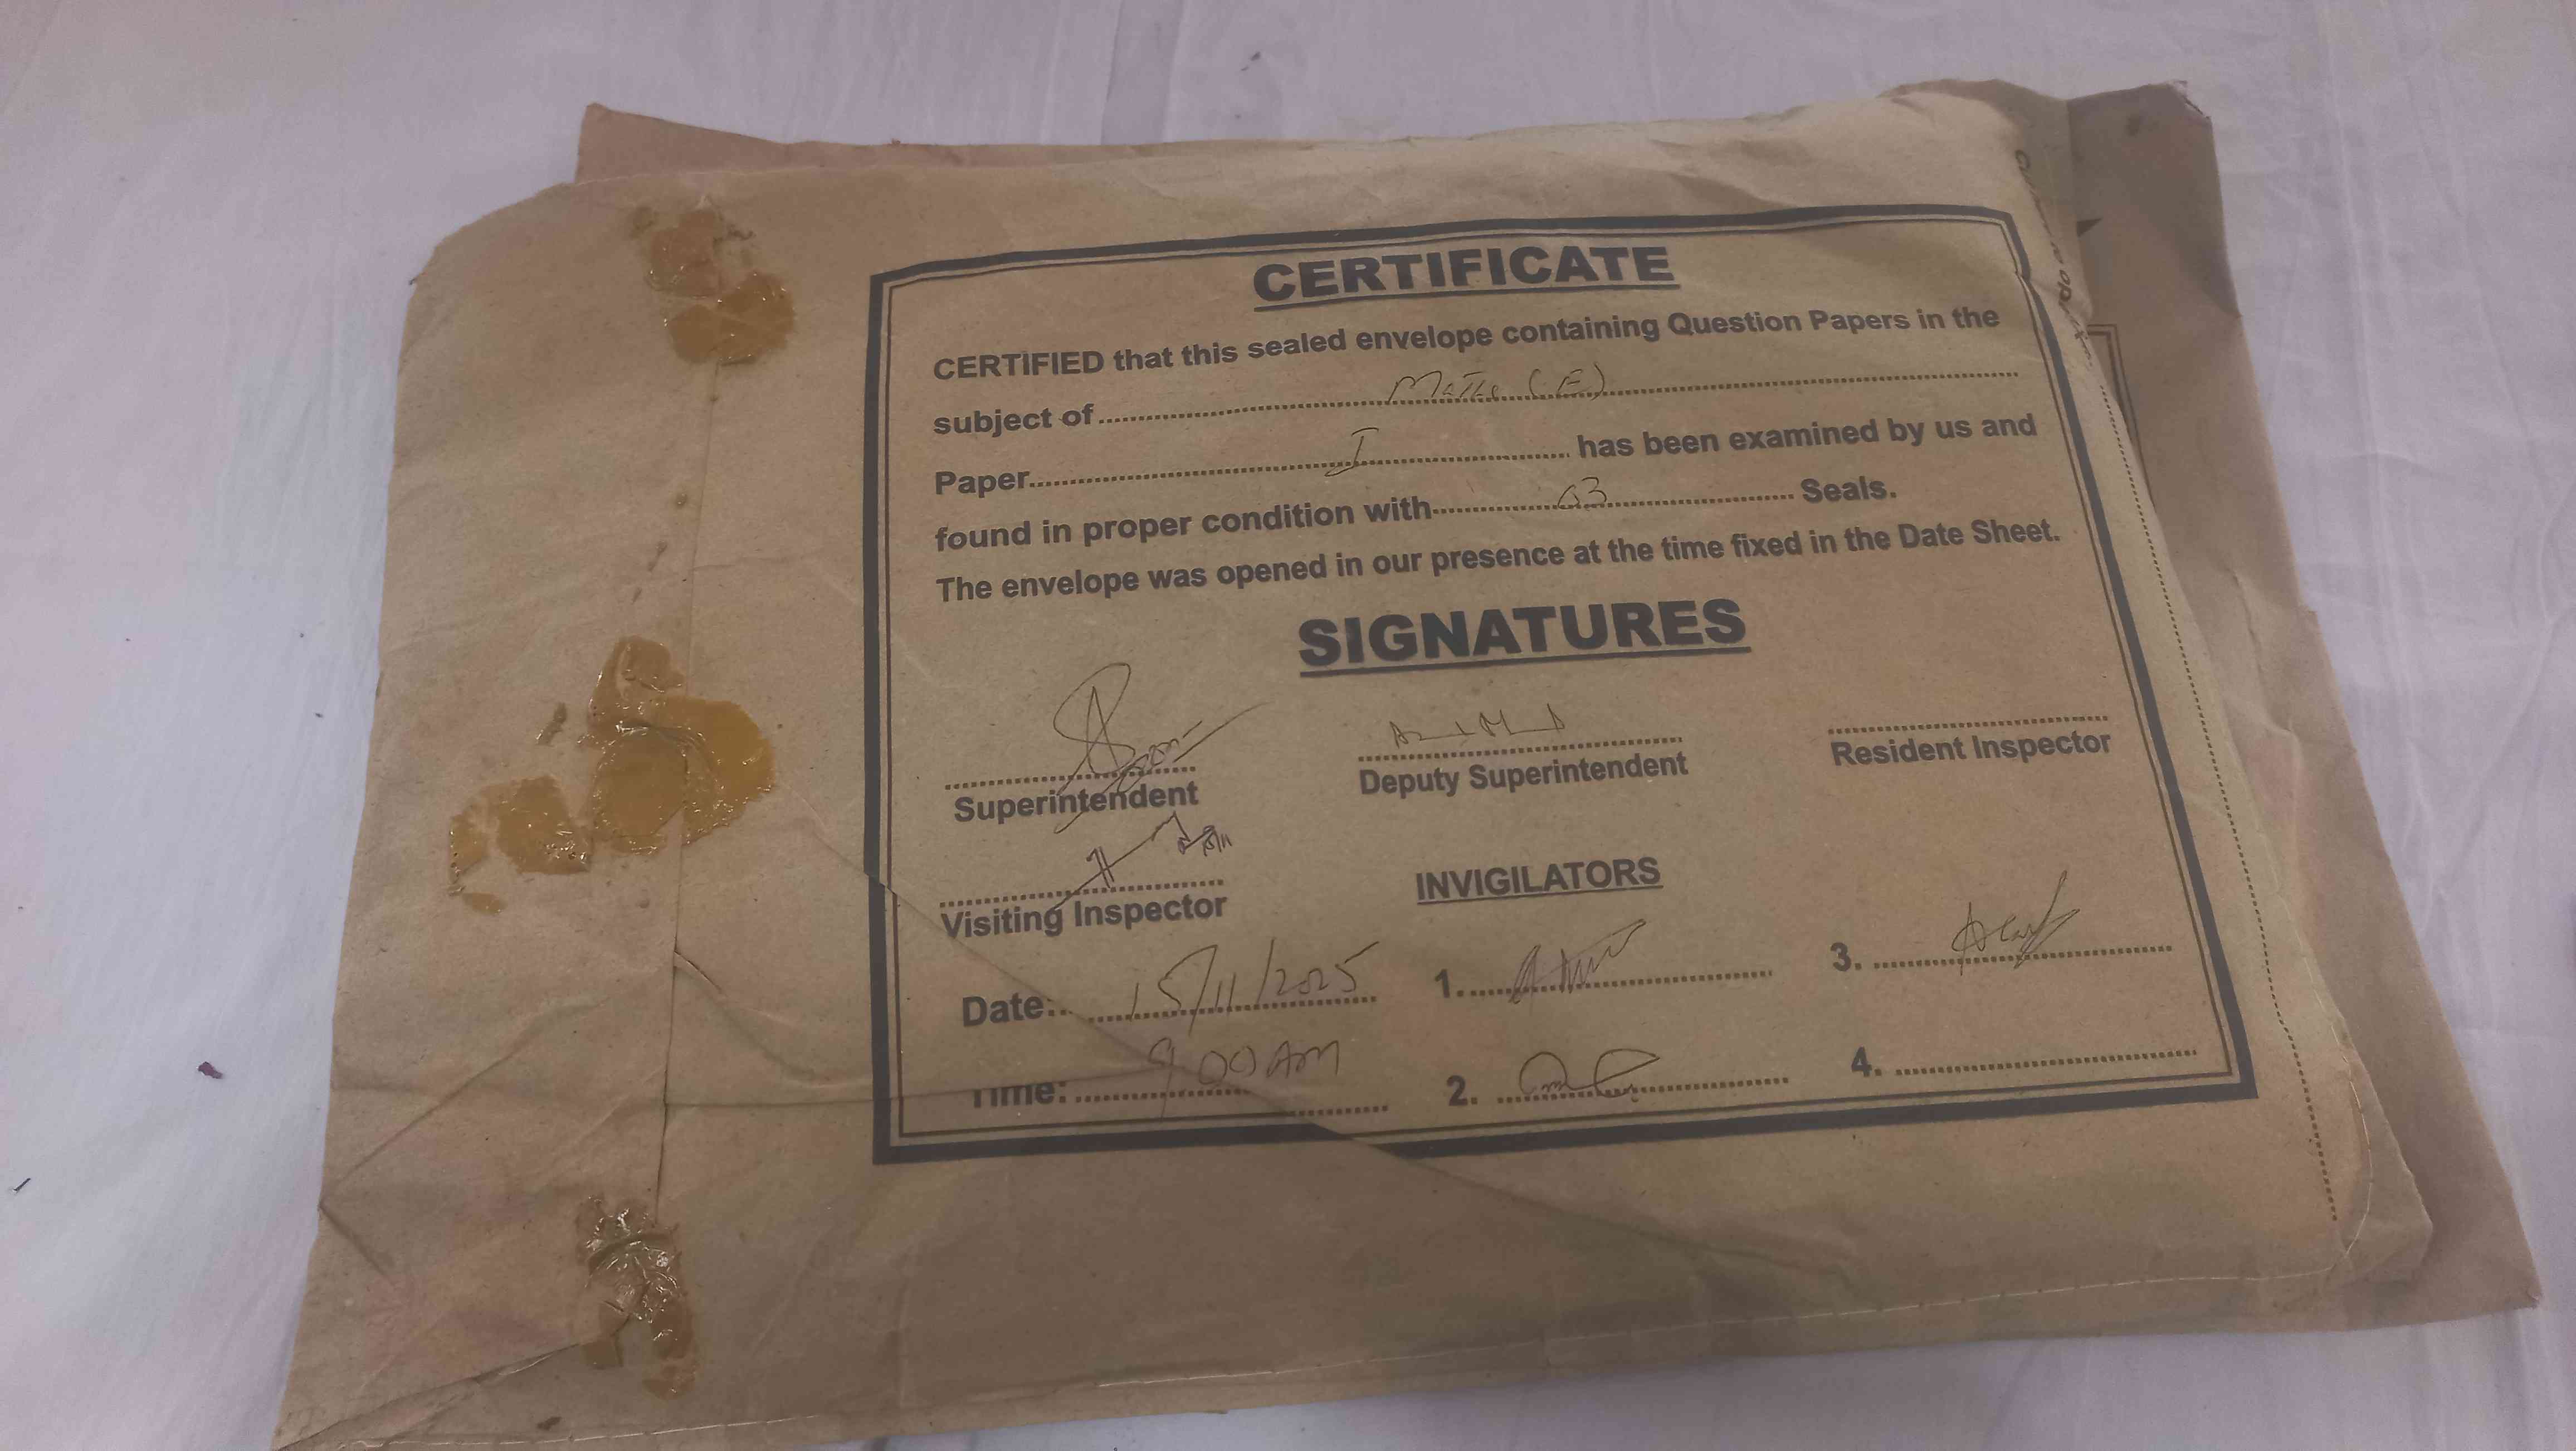 CERTIFICATE
CERTIFIED that this sealed envelope containing Question Papers in the
subject of Maths (E)
Paper I has been examined by us and
found in proper condition with 03 Seals.
The envelope was opened in our presence at the time fixed in the Date Sheet.
SIGNATURES
Superintendent
Deputy Superintendent
Resident Inspector
Visiting Inspector
INVIGILATORS
Date: 15/11/2025
1.
3.
Time: 9:00 AM
2.
4.